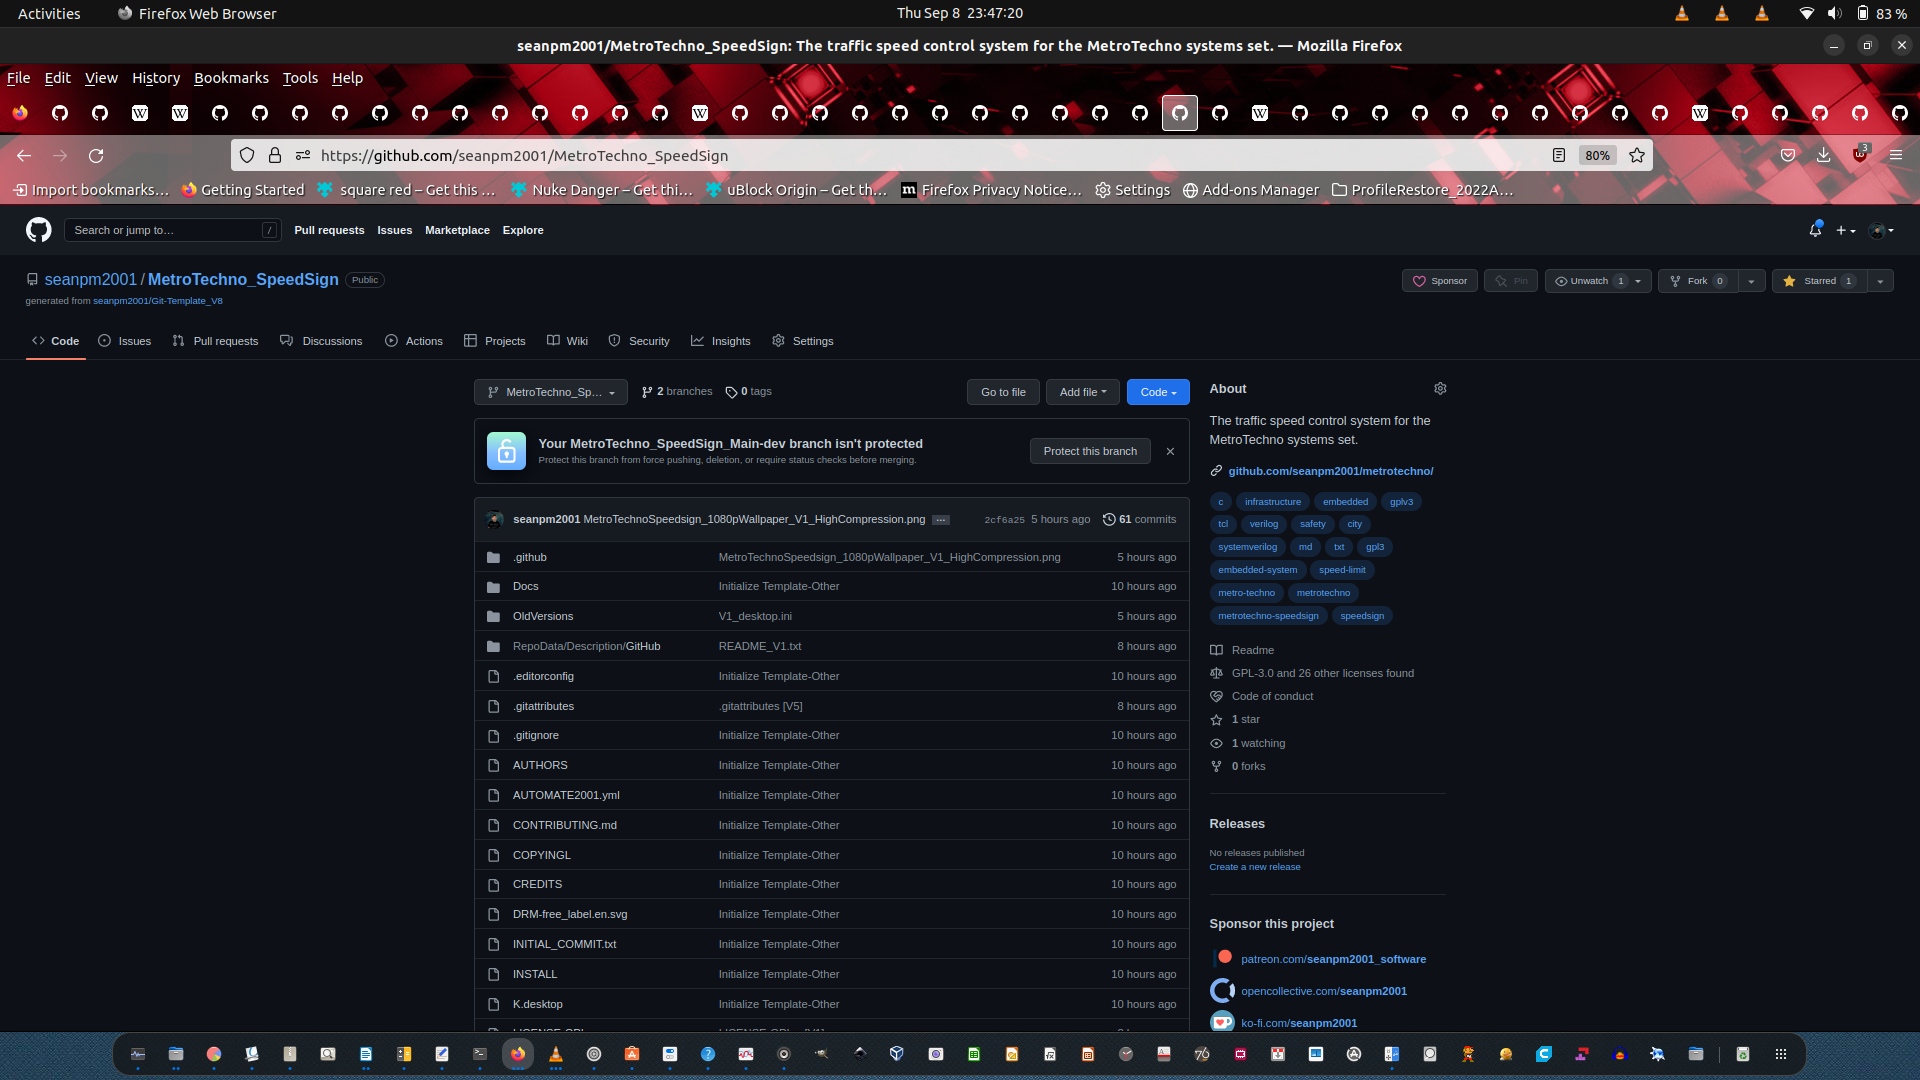 Activities Firefox Web Browser Thu Sep 8 23:47:20 83 %
seanpm2001/MetroTechno_SpeedSign: The traffic speed control system for the MetroTechno systems set. — Mozilla Firefox
File Edit View History Bookmarks Tools Help
https://github.com/seanpm2001/MetroTechno_SpeedSign 80% 3
Import bookmarks… Getting Started square red – Get this … Nuke Danger – Get thi… uBlock Origin – Get th… Firefox Privacy Notice… Settings Add-ons Manager ProfileRestore_2022A…
Search or jump to… / Pull requests Issues Marketplace Explore
seanpm2001 / MetroTechno_SpeedSign Public Sponsor Pin Unwatch 1 Fork 0 Starred 1
generated from seanpm2001/Git-Template_V8
Code Issues Pull requests Discussions Actions Projects Wiki Security Insights Settings
MetroTechno_Sp… 2 branches 0 tags Go to file Add file Code
Your MetroTechno_SpeedSign_Main-dev branch isn't protected
Protect this branch from force pushing, deletion, or require status checks before merging.
Protect this branch
seanpm2001 MetroTechnoSpeedsign_1080pWallpaper_V1_HighCompression.png … 2cf6a25 5 hours ago 61 commits
.github MetroTechnoSpeedsign_1080pWallpaper_V1_HighCompression.png 5 hours ago
Docs Initialize Template-Other 10 hours ago
OldVersions V1_desktop.ini 5 hours ago
RepoData/Description/GitHub README_V1.txt 8 hours ago
.editorconfig Initialize Template-Other 10 hours ago
.gitattributes .gitattributes [V5] 8 hours ago
.gitignore Initialize Template-Other 10 hours ago
AUTHORS Initialize Template-Other 10 hours ago
AUTOMATE2001.yml Initialize Template-Other 10 hours ago
CONTRIBUTING.md Initialize Template-Other 10 hours ago
COPYINGL Initialize Template-Other 10 hours ago
CREDITS Initialize Template-Other 10 hours ago
DRM-free_label.en.svg Initialize Template-Other 10 hours ago
INITIAL_COMMIT.txt Initialize Template-Other 10 hours ago
INSTALL Initialize Template-Other 10 hours ago
K.desktop Initialize Template-Other 10 hours ago
About
The traffic speed control system for the
MetroTechno systems set.
github.com/seanpm2001/metrotechno/
c infrastructure embedded gplv3
tcl verilog safety city
systemverilog md txt gpl3
embedded-system speed-limit
metro-techno metrotechno
metrotechno-speedsign speedsign
Readme
GPL-3.0 and 26 other licenses found
Code of conduct
1 star
1 watching
0 forks
Releases
No releases published
Create a new release
Sponsor this project
patreon.com/seanpm2001_software
opencollective.com/seanpm2001
ko-fi.com/seanpm2001